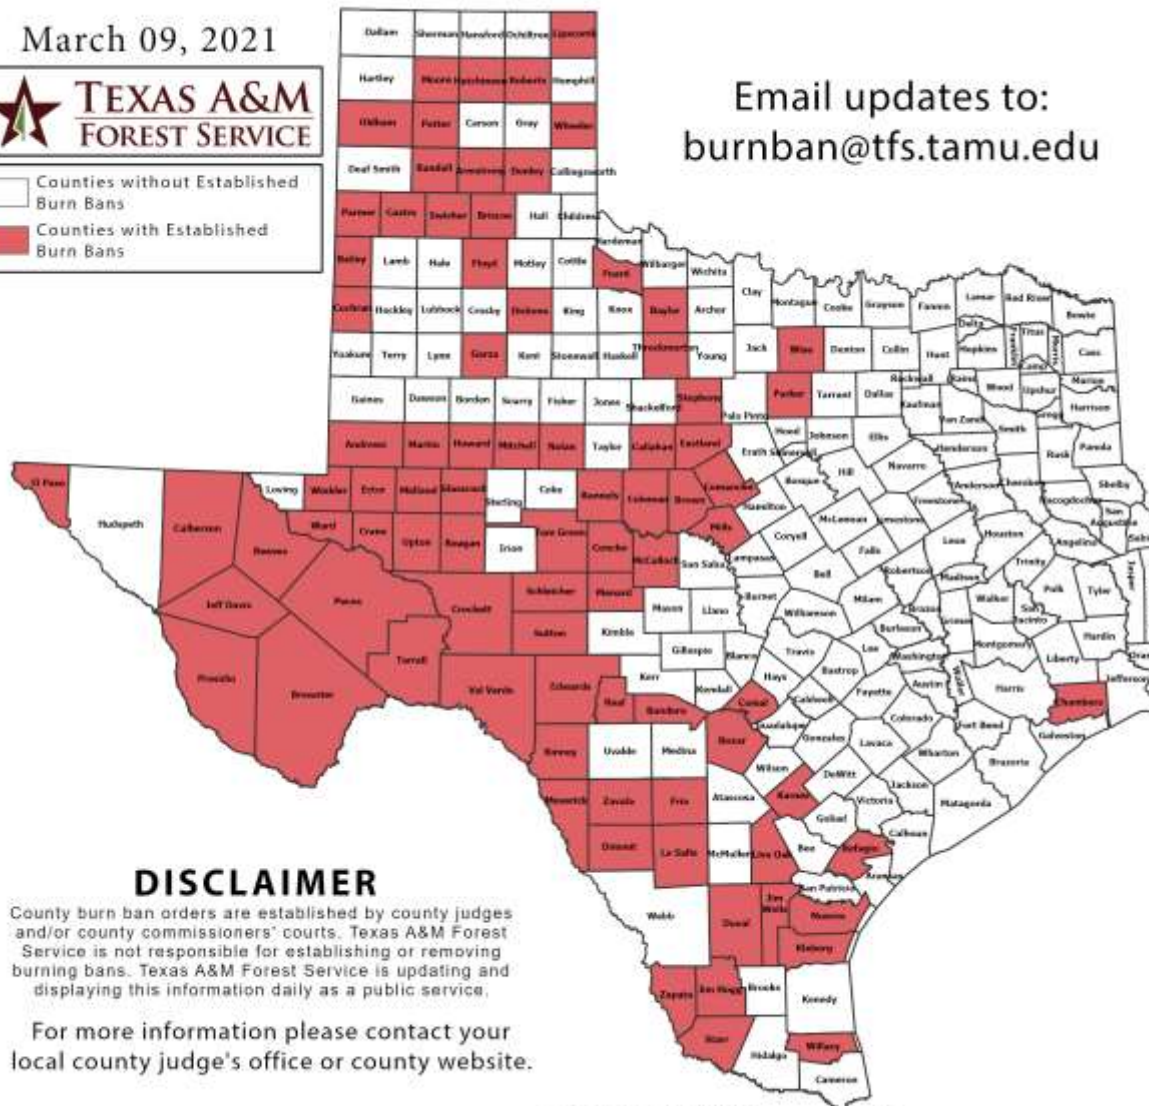 March 09, 2021
TEXAS A&M
FOREST SERVICE
Counties without Established
Burn Bans
Counties with Established
Burn Bans
Email updates to:
burnban@tfs.tamu.edu
Dallam Sherman Hansford Ochiltree Lipscomb
Hartley Moore Hutchinson Roberts Hemphill
Oldham Potter Carson Gray Wheeler
Deaf Smith Randall Armstrong Donley Collingsworth
Parmer Castro Swisher Briscoe Hall Childress
Hardeman
Bailey Lamb Hale Floyd Motley Cottle Foard Wilbarger Wichita
Cochran Hockley Lubbock Crosby Dickens King Knox Baylor Archer Clay Montague Cooke Grayson Fannin Lamar Red River Bowie
Delta Titus Franklin Morris
Yoakum Terry Lynn Garza Kent Stonewall Haskell Throckmorton Young Jack Wise Denton Collin Hunt Hopkins Camp Cass
Gaines Dawson Borden Scurry Fisher Jones Shackelford Stephens Palo Pinto Parker Tarrant Dallas Rockwall Kaufman Rains Wood Upshur Marion Harrison
Van Zandt Smith
Andrews Martin Howard Mitchell Nolan Taylor Callahan Eastland Erath Hood Johnson Ellis Henderson Rusk Panola
El Paso Hudspeth Culberson Loving Winkler Ector Midland Glasscock Sterling Coke Runnels Coleman Brown Comanche Bosque Hill Navarro Anderson Cherokee Shelby
Hamilton Freestone Nacogdoches San Augustine
Reeves Ward Crane Upton Reagan Irion Tom Green Concho McCulloch Mills Coryell McLennan Limestone Leon Houston Angelina
San Saba Lampasas Bell Falls Robertson Madison Trinity Polk Tyler Jasper
Jeff Davis Pecos Crockett Schleicher Menard Mason Llano Burnet Williamson Milam Brazos Grimes Walker San Jacinto
Sutton Kimble Gillespie Blanco Travis Lee Burleson Washington Montgomery Liberty Hardin
Presidio Brewster Terrell Val Verde Edwards Kerr Kendall Hays Bastrop Fayette Austin Waller Harris Jefferson
Real Bandera Comal Caldwell Colorado Fort Bend Chambers
Kinney Uvalde Medina Bexar Guadalupe Gonzales Lavaca Wharton Brazoria Galveston
Maverick Zavala Frio Atascosa Wilson Karnes DeWitt Victoria Jackson Matagorda
Goliad Calhoun
Dimmit La Salle McMullen Live Oak Bee Refugio Aransas
San Patricio
Webb Duval Jim Wells Nueces
Kleberg
Zapata Jim Hogg Brooks Kenedy
Starr Hidalgo Willacy
Cameron
DISCLAIMER
County burn ban orders are established by county judges
and/or county commissioners' courts. Texas A&M Forest
Service is not responsible for establishing or removing
burning bans. Texas A&M Forest Service is updating and
displaying this information daily as a public service.
For more information please contact your
local county judge's office or county website.